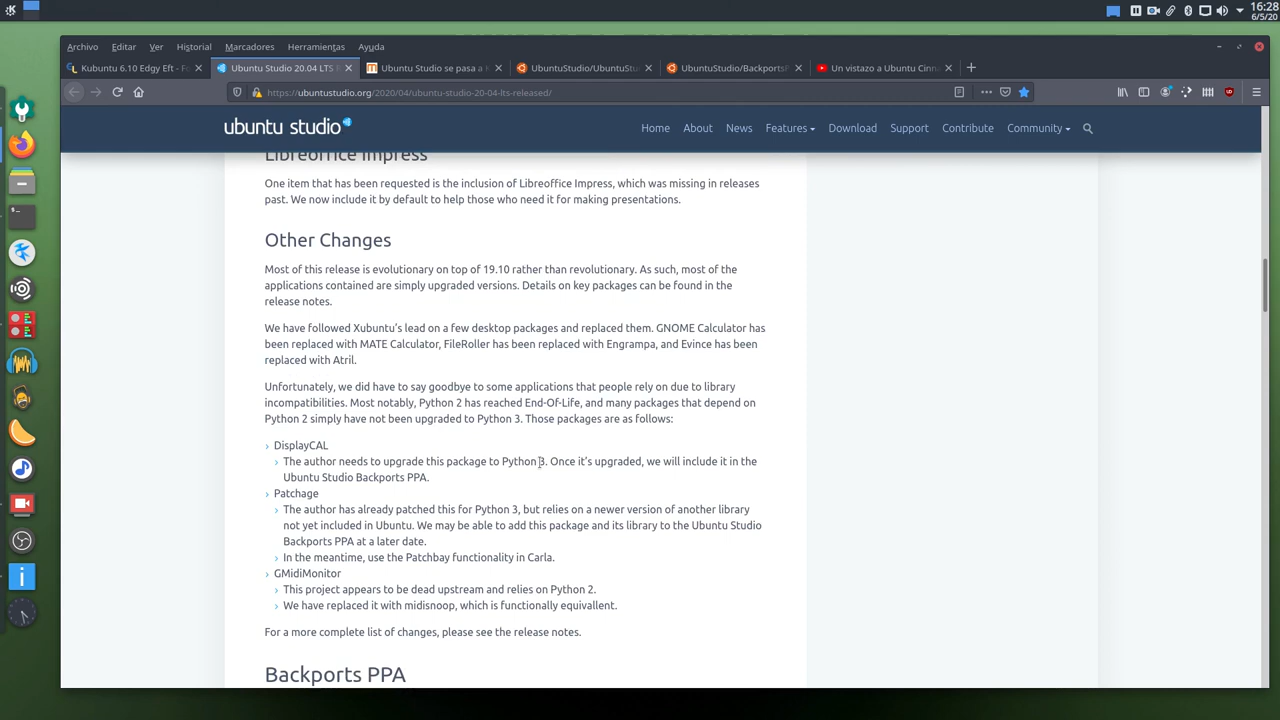 16:28
6/5/20
Archivo Editar Ver Historial Marcadores Herramientas Ayuda
Kubuntu 6.10 Edgy Eft - Fo
Ubuntu Studio 20.04 LTS
Ubuntu Studio se pasa a
UbuntuStudio/UbuntuStu
UbuntuStudio/BackportsP
Un vistazo a Ubuntu Cinn
https://ubuntustudio.org/2020/04/ubuntu-studio-20-04-lts-released/
ubuntu studio
Home About News Features Download Support Contribute Community
Libreoffice Impress
One item that has been requested is the inclusion of Libreoffice Impress, which was missing in releases
past. We now include it by default to help those who need it for making presentations.
Other Changes
Most of this release is evolutionary on top of 19.10 rather than revolutionary. As such, most of the
applications contained are simply upgraded versions. Details on key packages can be found in the
release notes.
We have followed Xubuntu's lead on a few desktop packages and replaced them. GNOME Calculator has
been replaced with MATE Calculator, FileRoller has been replaced with Engrampa, and Evince has been
replaced with Atril.
Unfortunately, we did have to say goodbye to some applications that people rely on due to library
incompatibilities. Most notably, Python 2 has reached End-Of-Life, and many packages that depend on
Python 2 simply have not been upgraded to Python 3. Those packages are as follows:
DisplayCAL
The author needs to upgrade this package to Python 3. Once it's upgraded, we will include it in the
Ubuntu Studio Backports PPA.
Patchage
The author has already patched this for Python 3, but relies on a newer version of another library
not yet included in Ubuntu. We may be able to add this package and its library to the Ubuntu Studio
Backports PPA at a later date.
In the meantime, use the Patchbay functionality in Carla.
GMidiMonitor
This project appears to be dead upstream and relies on Python 2.
We have replaced it with midisnoop, which is functionally equivallent.
For a more complete list of changes, please see the release notes.
Backports PPA